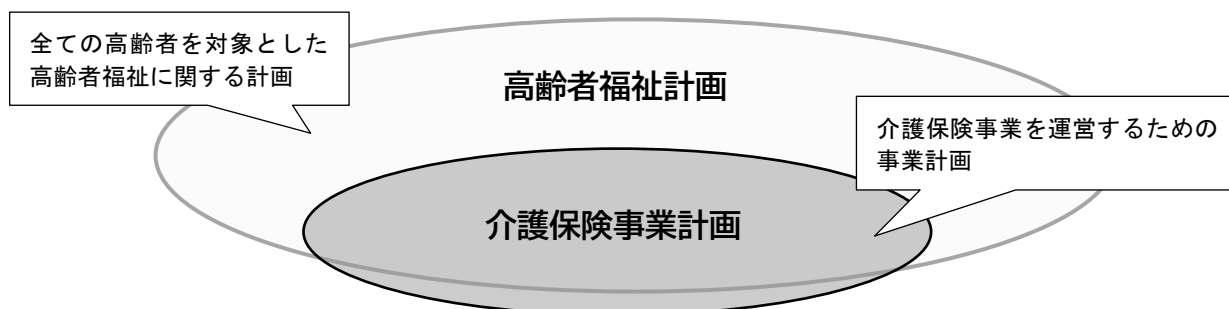 全ての高齢者を対象とした
高齢者福祉に関する計画
高齢者福祉計画
介護保険事業を運営するための
事業計画
介護保険事業計画